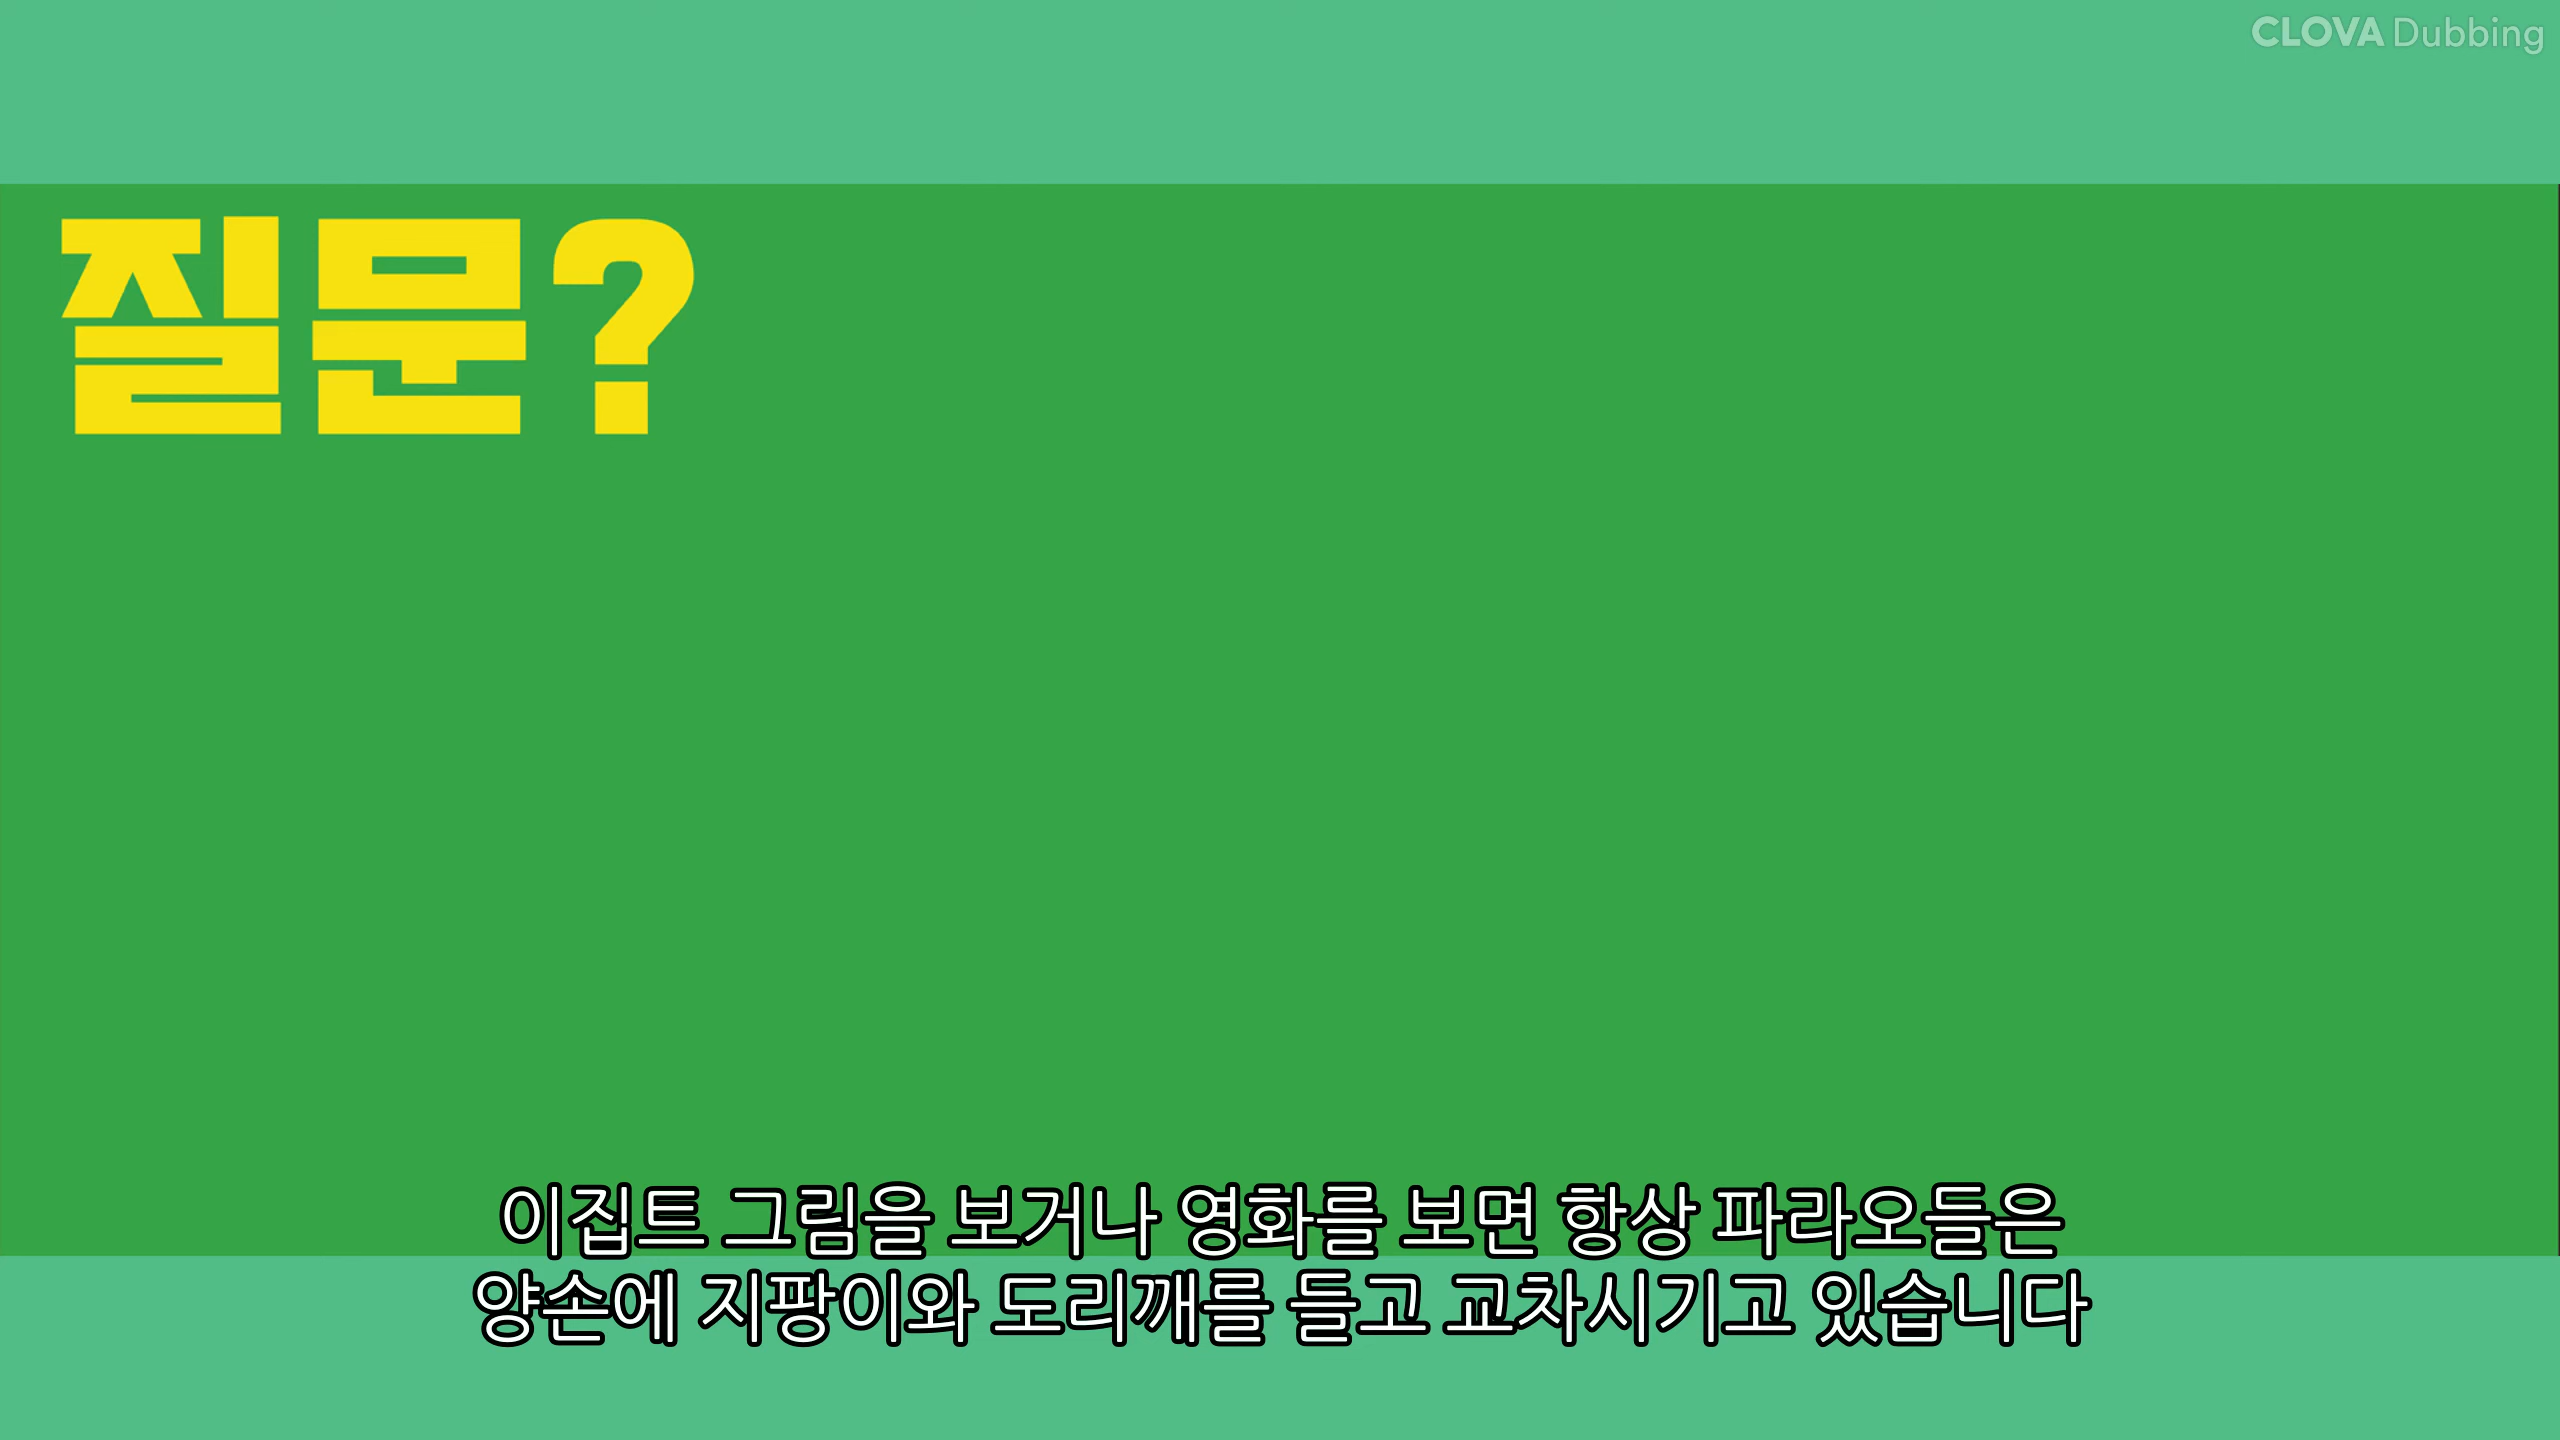 CLOVA Dubbing
질문?
이집트 그림을 보거나 영화를 보면 항상 파라오들은
양손에 지팡이와 도리깨를 들고 교차시키고 있습니다